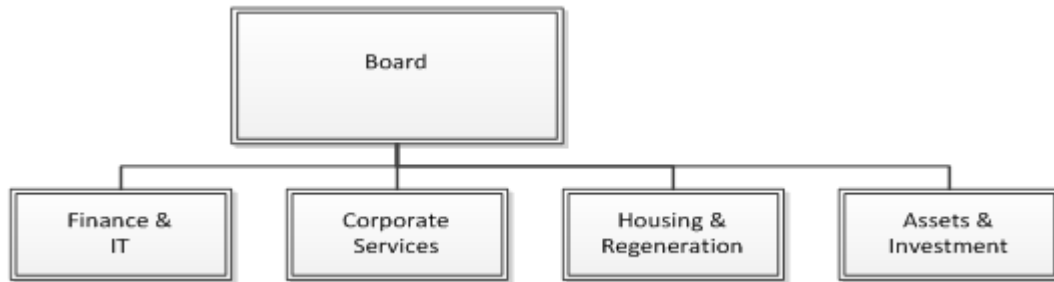 Board
Finance &
IT
Corporate
Services
Housing &
Regeneration
Assets &
Investment